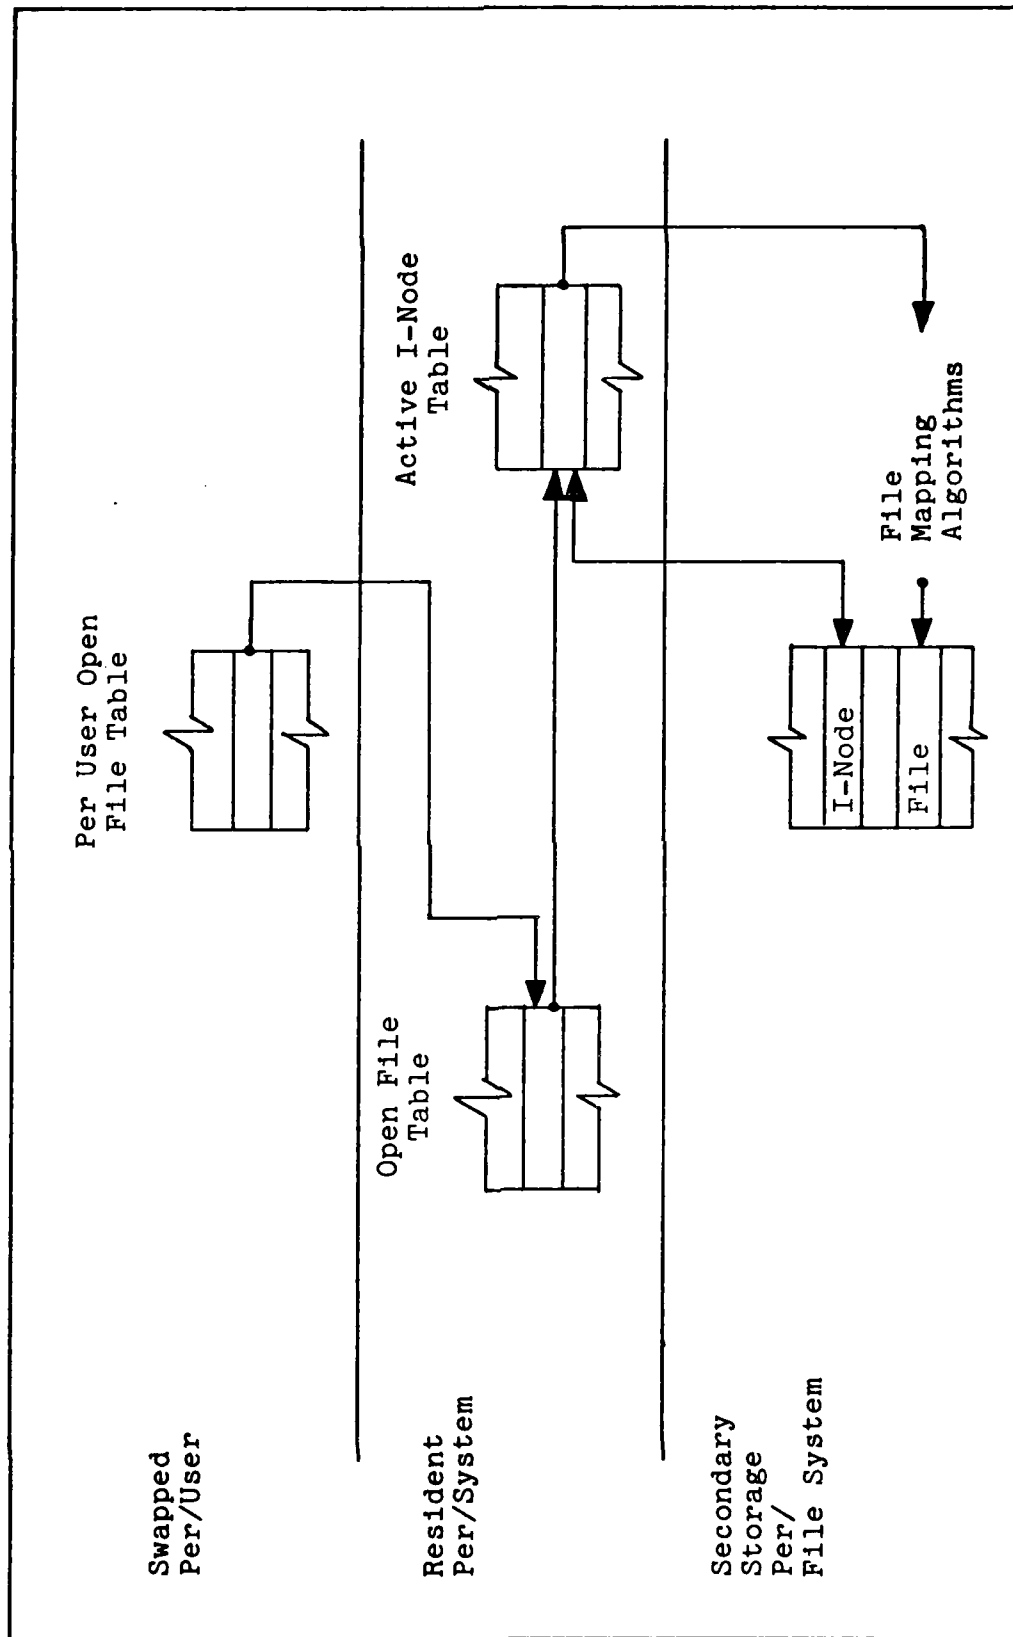 Swapped
Per/User
Per User Open
File Table
Resident
Per/System
Open File
Table
Active I-Node
Table
Secondary
Storage
Per/
File System
I-Node
File
File
Mapping
Algorithms